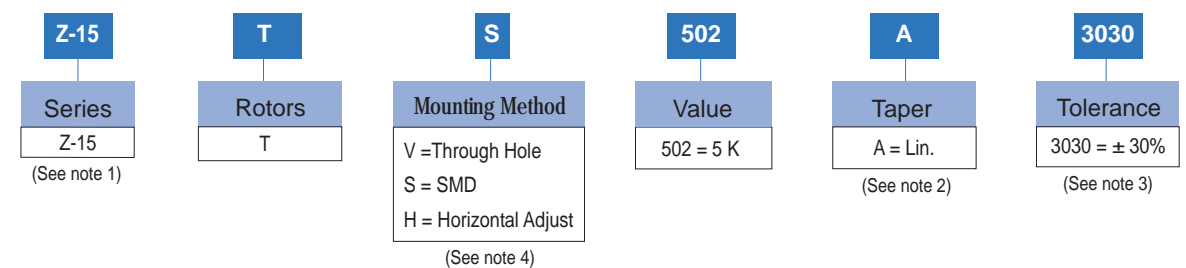 Z-15 T S 502 A 3030
Series Rotors Mounting Method Value Taper Tolerance
Z-15 T V =Through Hole 502 = 5 K A = Lin. 3030 = ± 30%
(See note 1) S = SMD (See note 2) (See note 3)
H = Horizontal Adjust
(See note 4)